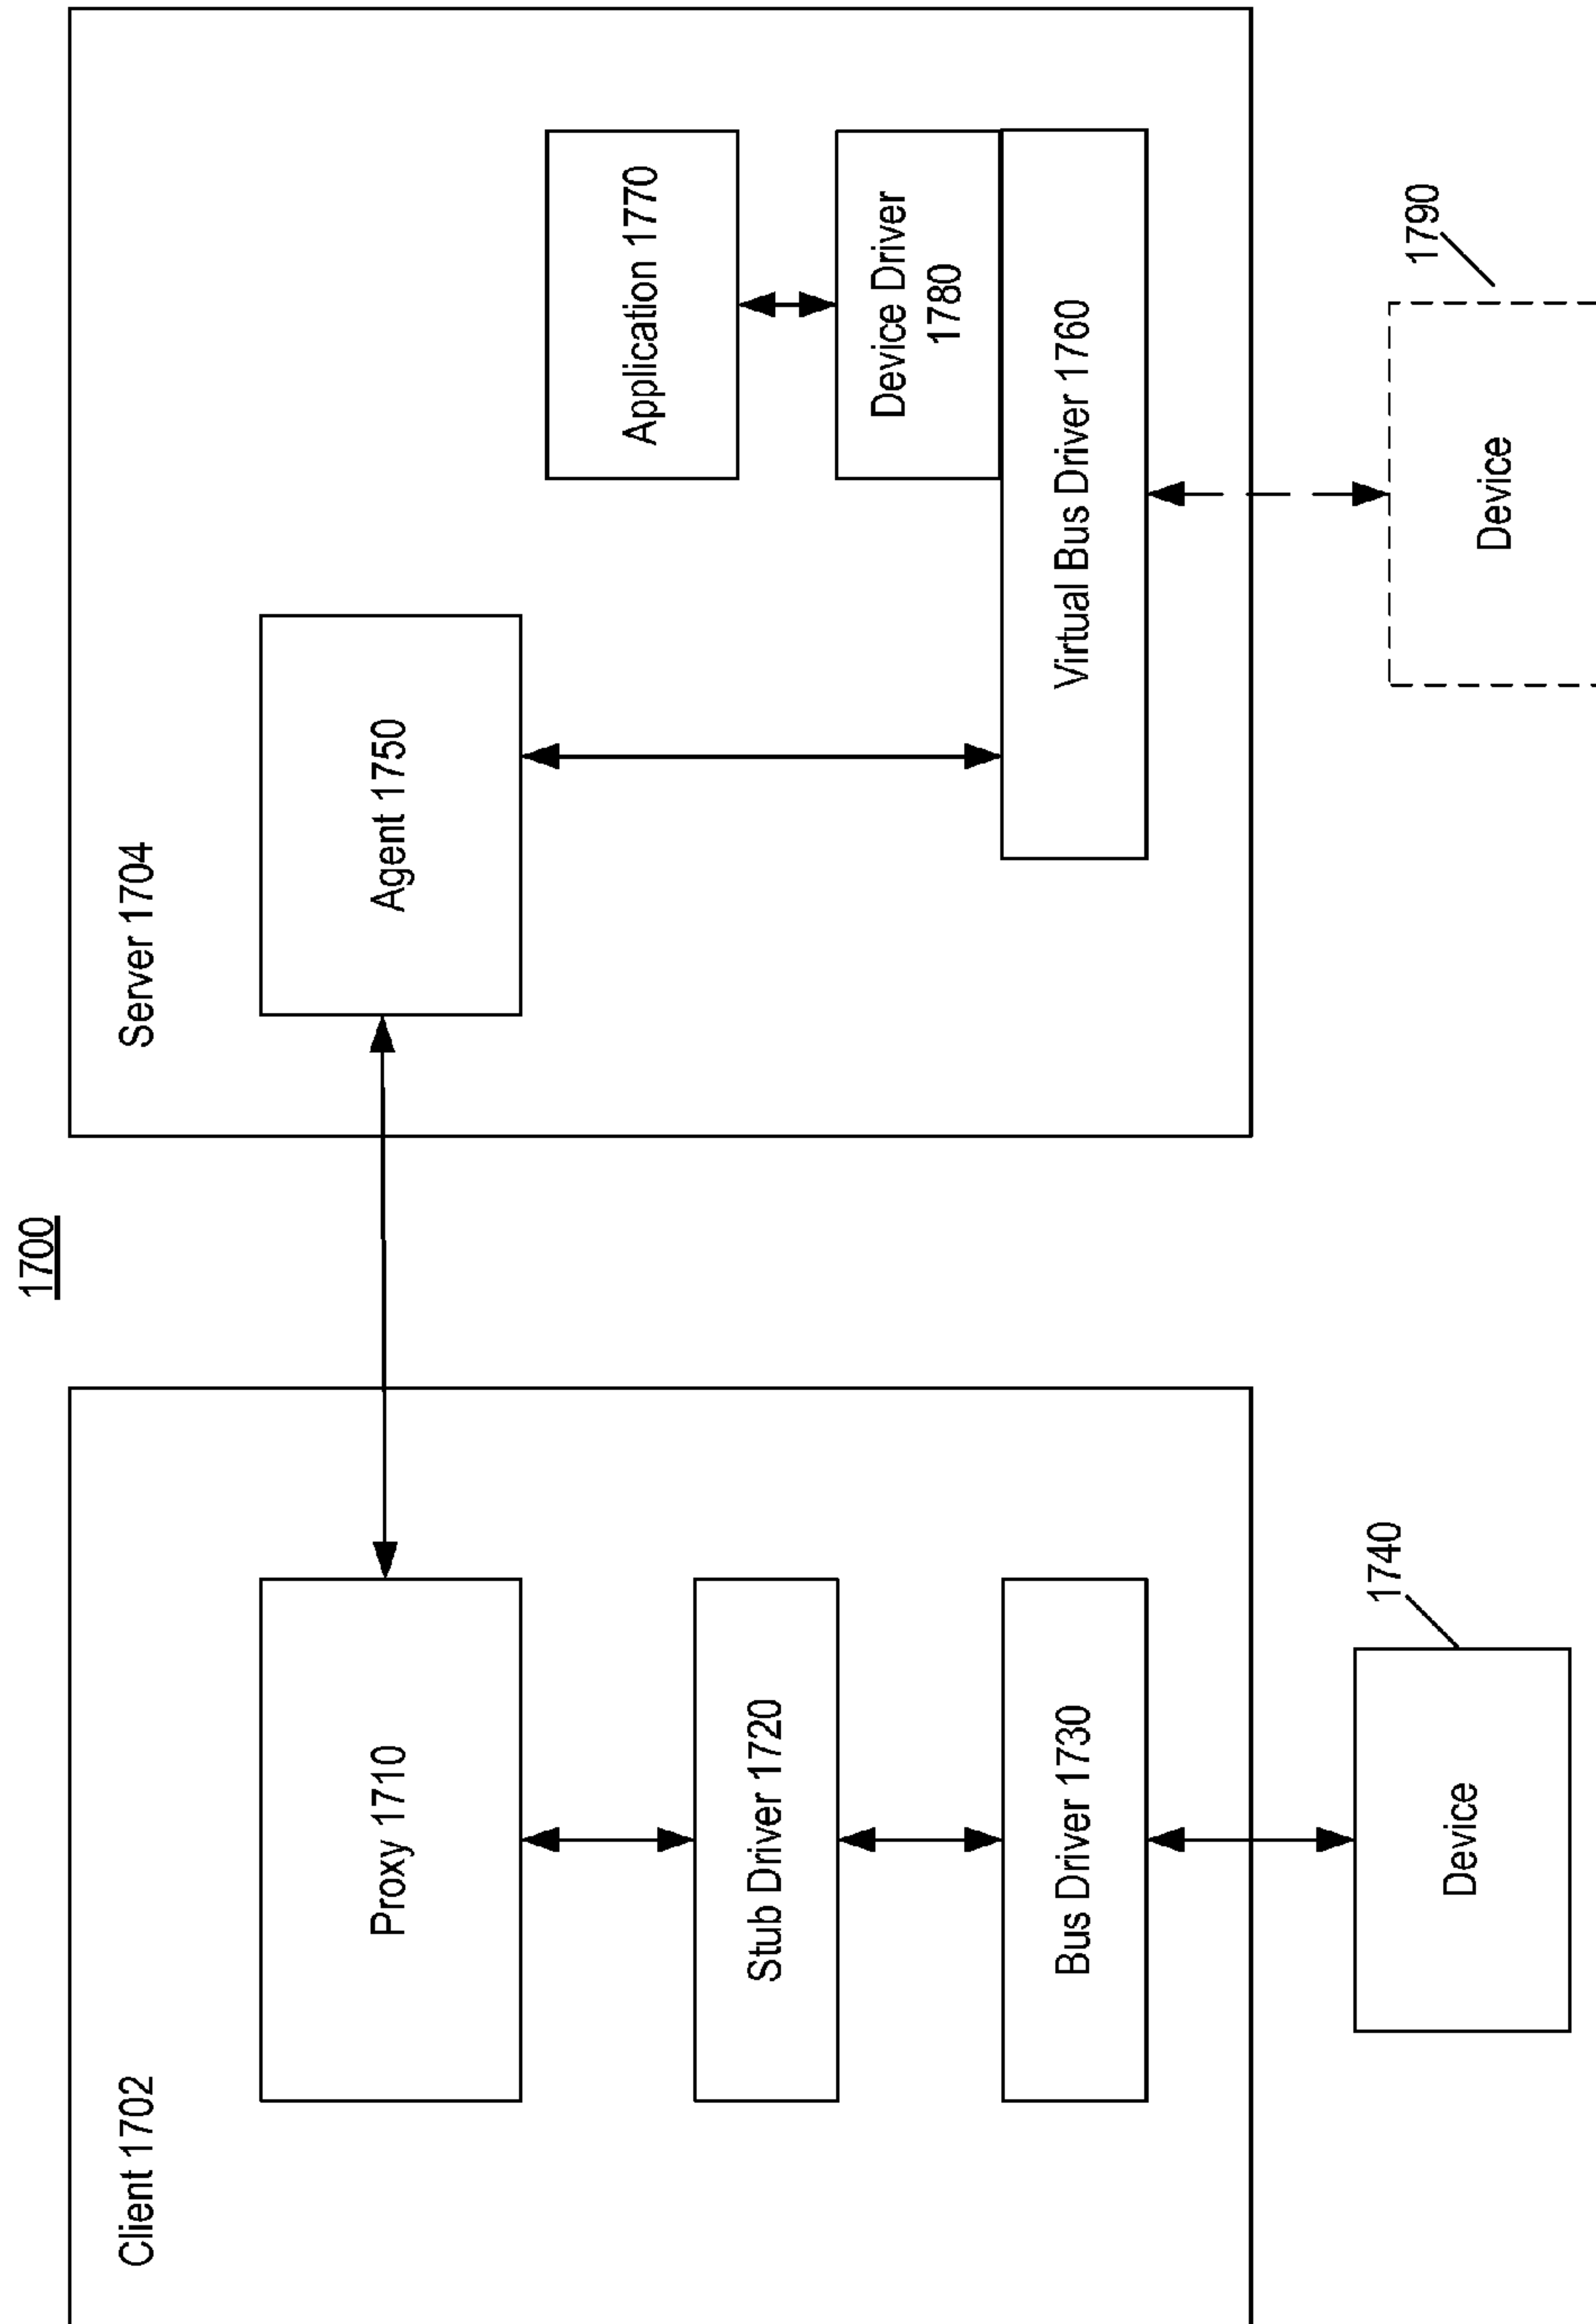 1700
Client 1702
Proxy 1710
Stub Driver 1720
Bus Driver 1730
1740
Device
Server 1704
Agent 1750
Application 1770
Device Driver
1780
Virtual Bus Driver 1760
1790
Device